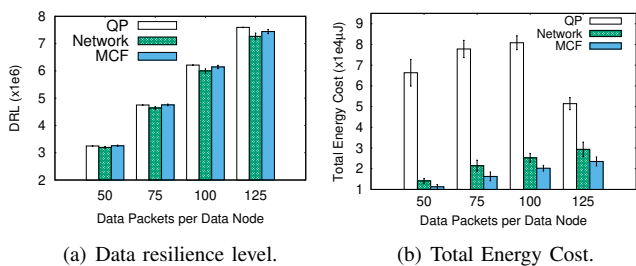 DRL (x1e6)
8
7
6
5
4
3
2
QP
Network
MCF
50 75 100 125
Data Packets per Data Node
(a) Data resilience level.
Total Energy Cost (x1e4μJ)
9
8
7
6
5
4
3
2
1
QP
Network
MCF
50 75 100 125
Data Packets per Data Node
(b) Total Energy Cost.